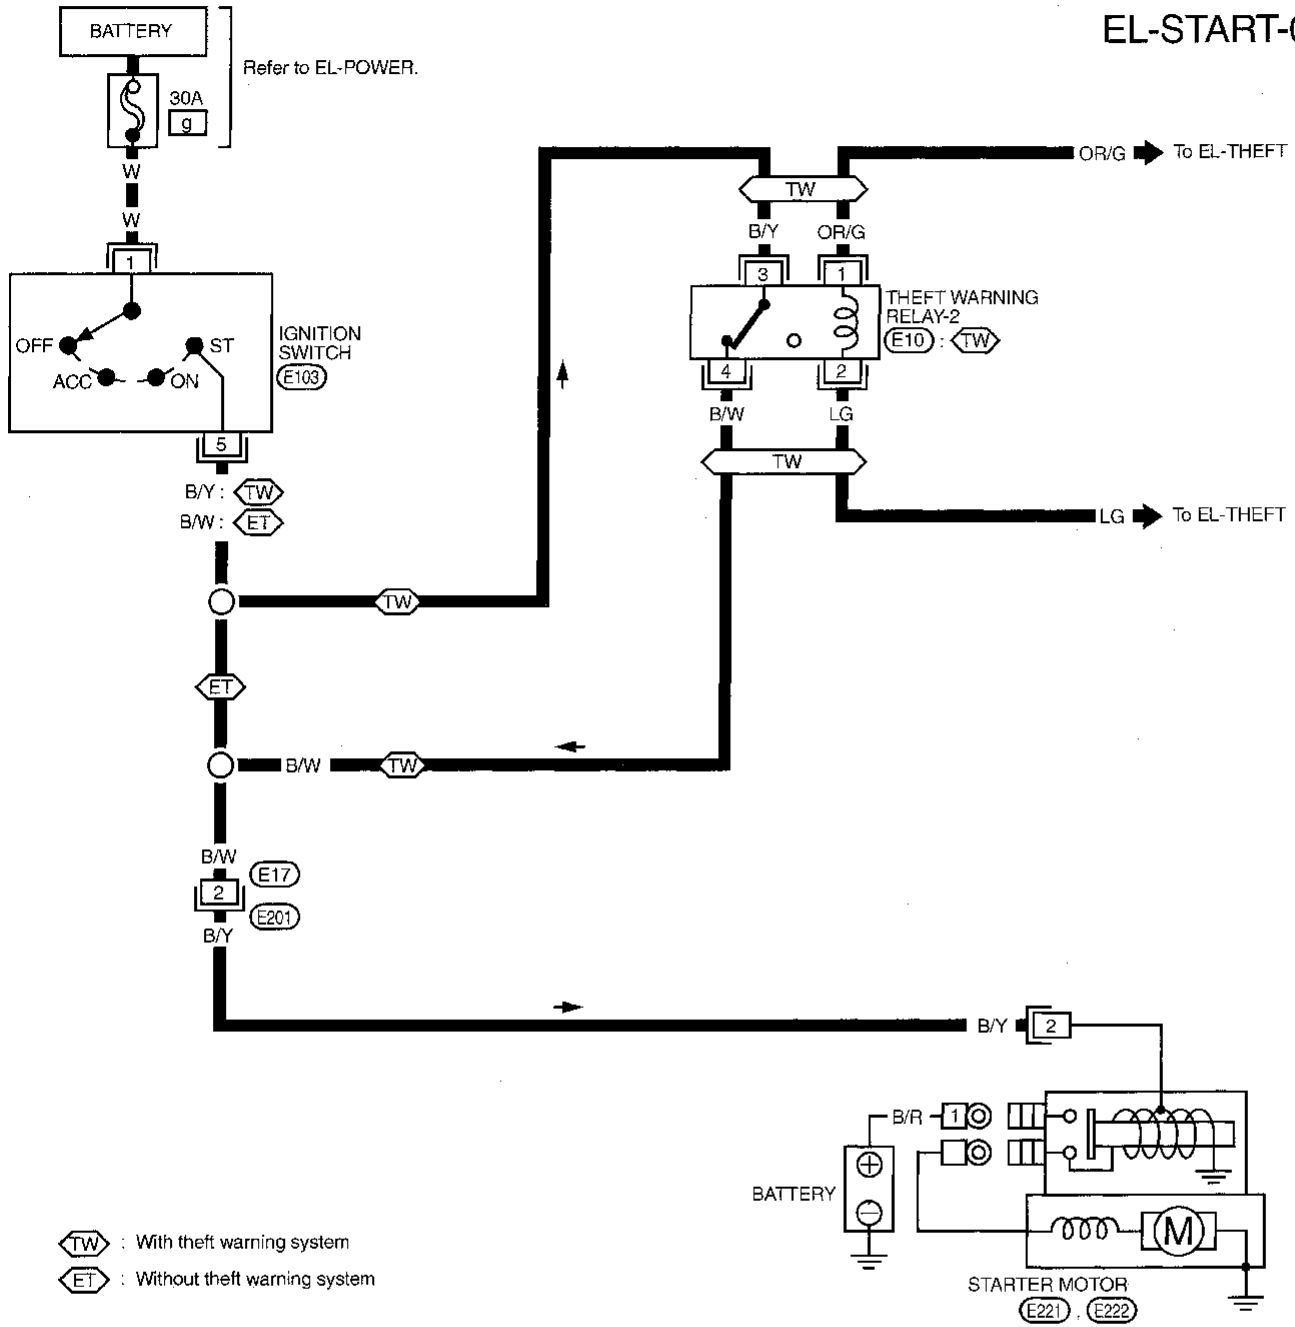 EL-START-0
BATTERY
Refer to EL-POWER.
30A
g
W
W
1
OFF
ACC
ON
ST
IGNITION
SWITCH
E103
5
B/Y : TW
B/W : ET
TW
OR/G To EL-THEFT
TW
B/Y OR/G
3 1
THEFT WARNING
RELAY-2
E10 : TW
4 2
B/W LG
TW
LG To EL-THEFT
ET
B/W TW
B/W
E17
2
E201
B/Y
B/Y 2
B/R 1
BATTERY
+
−
M
STARTER MOTOR
E221 , E222
TW : With theft warning system
ET : Without theft warning system